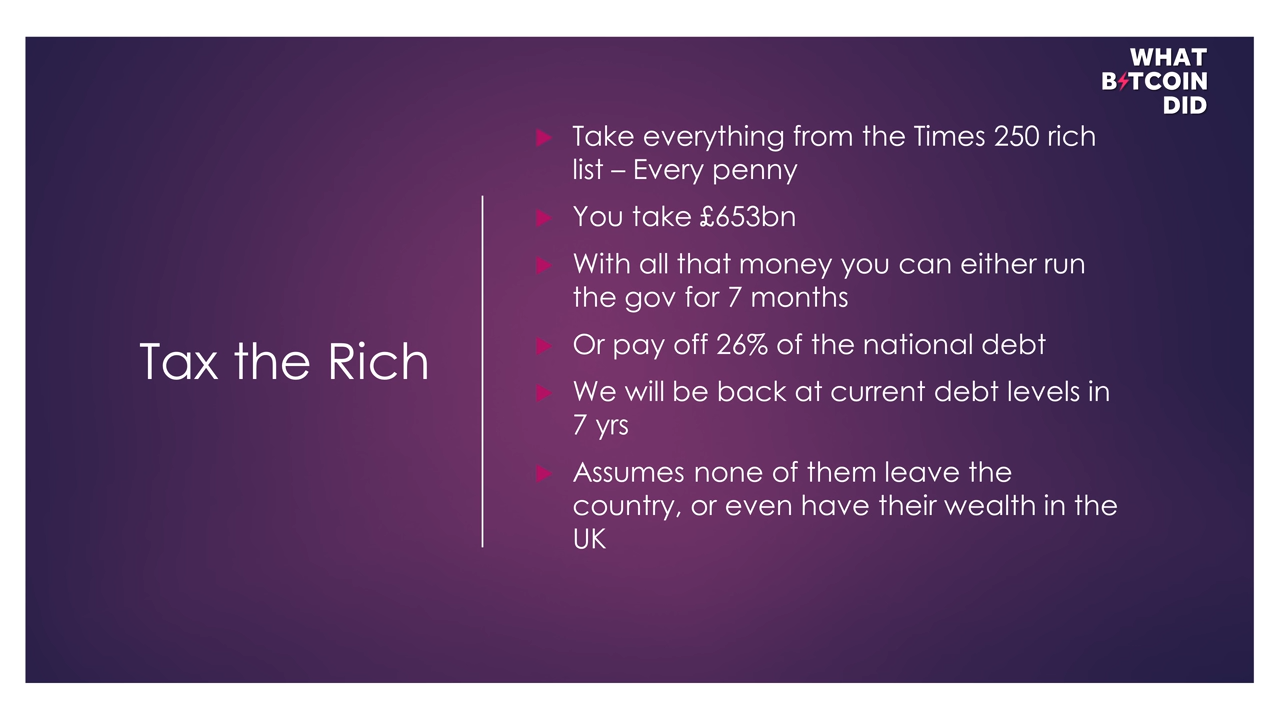 WHAT
BITCOIN
DID
Tax the Rich
Take everything from the Times 250 rich
list – Every penny
You take £653bn
With all that money you can either run
the gov for 7 months
Or pay off 26% of the national debt
We will be back at current debt levels in
7 yrs
Assumes none of them leave the
country, or even have their wealth in the
UK